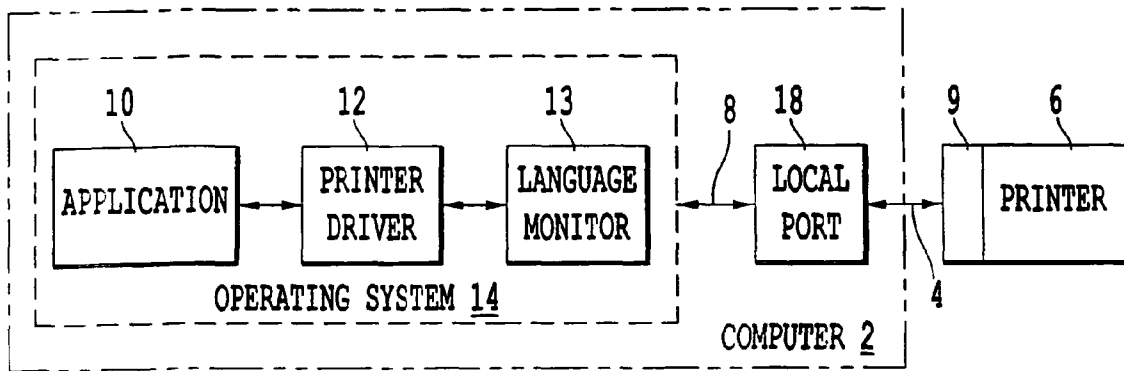 10
12
13
8
18
9
6
APPLICATION
PRINTER
DRIVER
LANGUAGE
MONITOR
LOCAL
PORT
PRINTER
4
OPERATING SYSTEM 14
COMPUTER 2